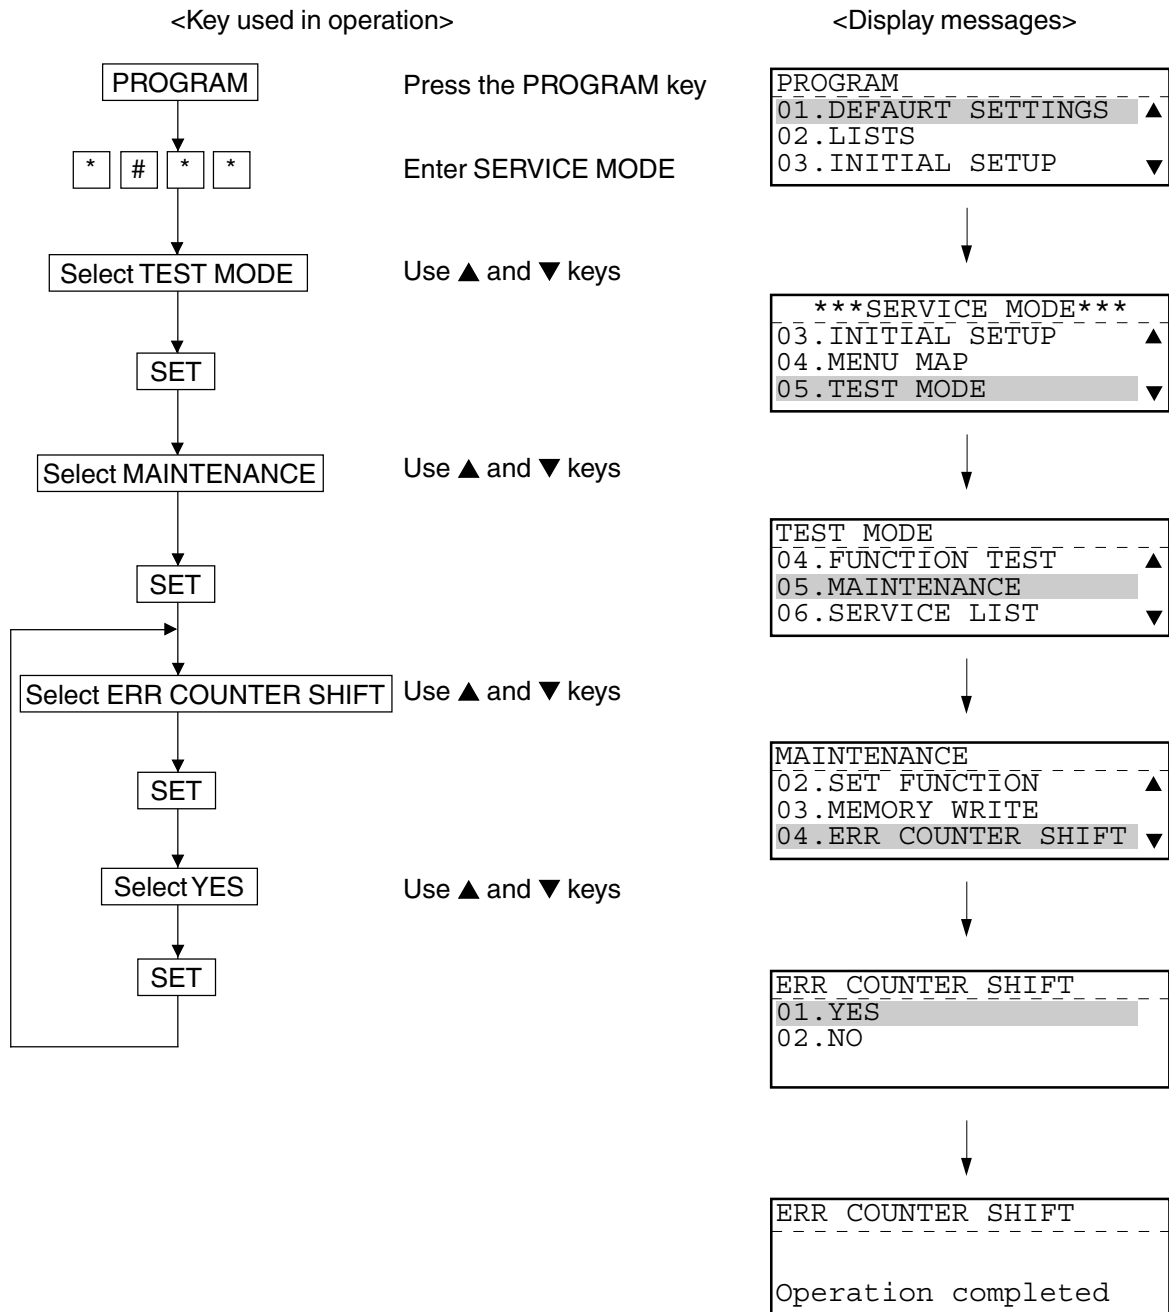 <Key used in operation>
<Display messages>
PROGRAM
Press the PROGRAM key
* # * *
Enter SERVICE MODE
Select TEST MODE
Use ▲ and ▼ keys
SET
Select MAINTENANCE
Use ▲ and ▼ keys
SET
Select ERR COUNTER SHIFT
Use ▲ and ▼ keys
SET
Select YES
Use ▲ and ▼ keys
SET
PROGRAM
01.DEFAURT SETTINGS ▲
02.LISTS
03.INITIAL SETUP ▼
***SERVICE MODE***
03.INITIAL SETUP ▲
04.MENU MAP
05.TEST MODE ▼
TEST MODE
04.FUNCTION TEST ▲
05.MAINTENANCE
06.SERVICE LIST ▼
MAINTENANCE
02.SET FUNCTION ▲
03.MEMORY WRITE
04.ERR COUNTER SHIFT ▼
ERR COUNTER SHIFT
01.YES
02.NO
ERR COUNTER SHIFT
Operation completed